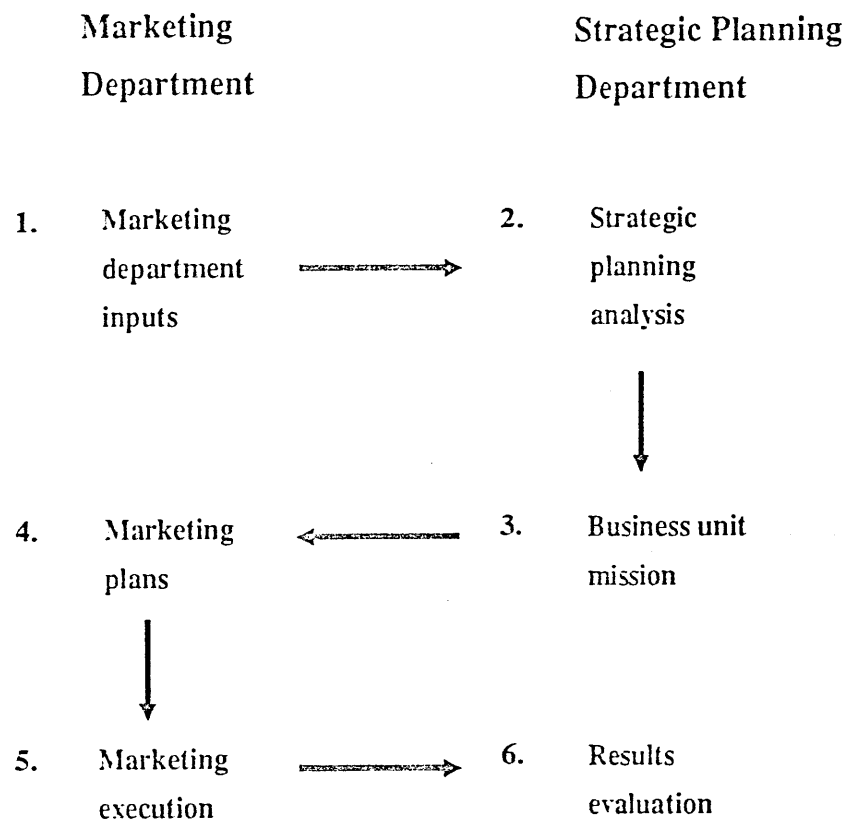 Marketing
Department
Strategic Planning
Department
1. Marketing
department
inputs
2. Strategic
planning
analysis
4. Marketing
plans
3. Business unit
mission
5. Marketing
execution
6. Results
evaluation